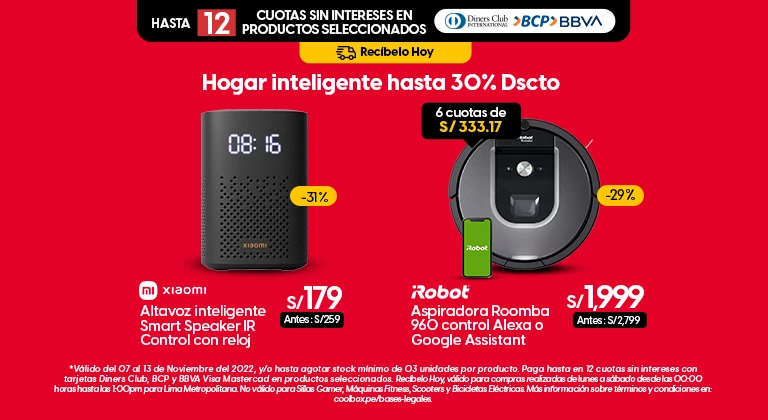 HASTA 12 CUOTAS SIN INTERESES EN
PRODUCTOS SELECCIONADOS
Diners Club
INTERNATIONAL
BCP
BBVA
Recíbelo Hoy
Hogar inteligente hasta 30% Dscto
08:16
-31%
XIAOMI
mi XIAOMI
Altavoz inteligente
Smart Speaker IR
Control con reloj
S/179
Antes: S/259
6 cuotas de
S/ 333.17
iRobot
Roomba
-29%
iRobot
iRobot
Aspiradora Roomba
960 control Alexa o
Google Assistant
S/1,999
Antes: S/2,799
*Válido del 07 al 13 de Noviembre del 2022, y/o hasta agotar stock mínimo de 03 unidades por producto. Paga hasta en 12 cuotas sin intereses con
tarjetas Diners Club, BCP y BBVA Visa Mastercad en productos seleccionados. Recíbelo Hoy, válido para compras realizadas de lunes a sábado desde las 00:00
horas hasta las 1:00pm para Lima Metropolitana. No válido para Sillas Gamer, Máquinas Fitness, Scooters y Bicicletas Eléctricas. Más información sobre términos y condiciones en:
coolbox.pe/bases-legales.